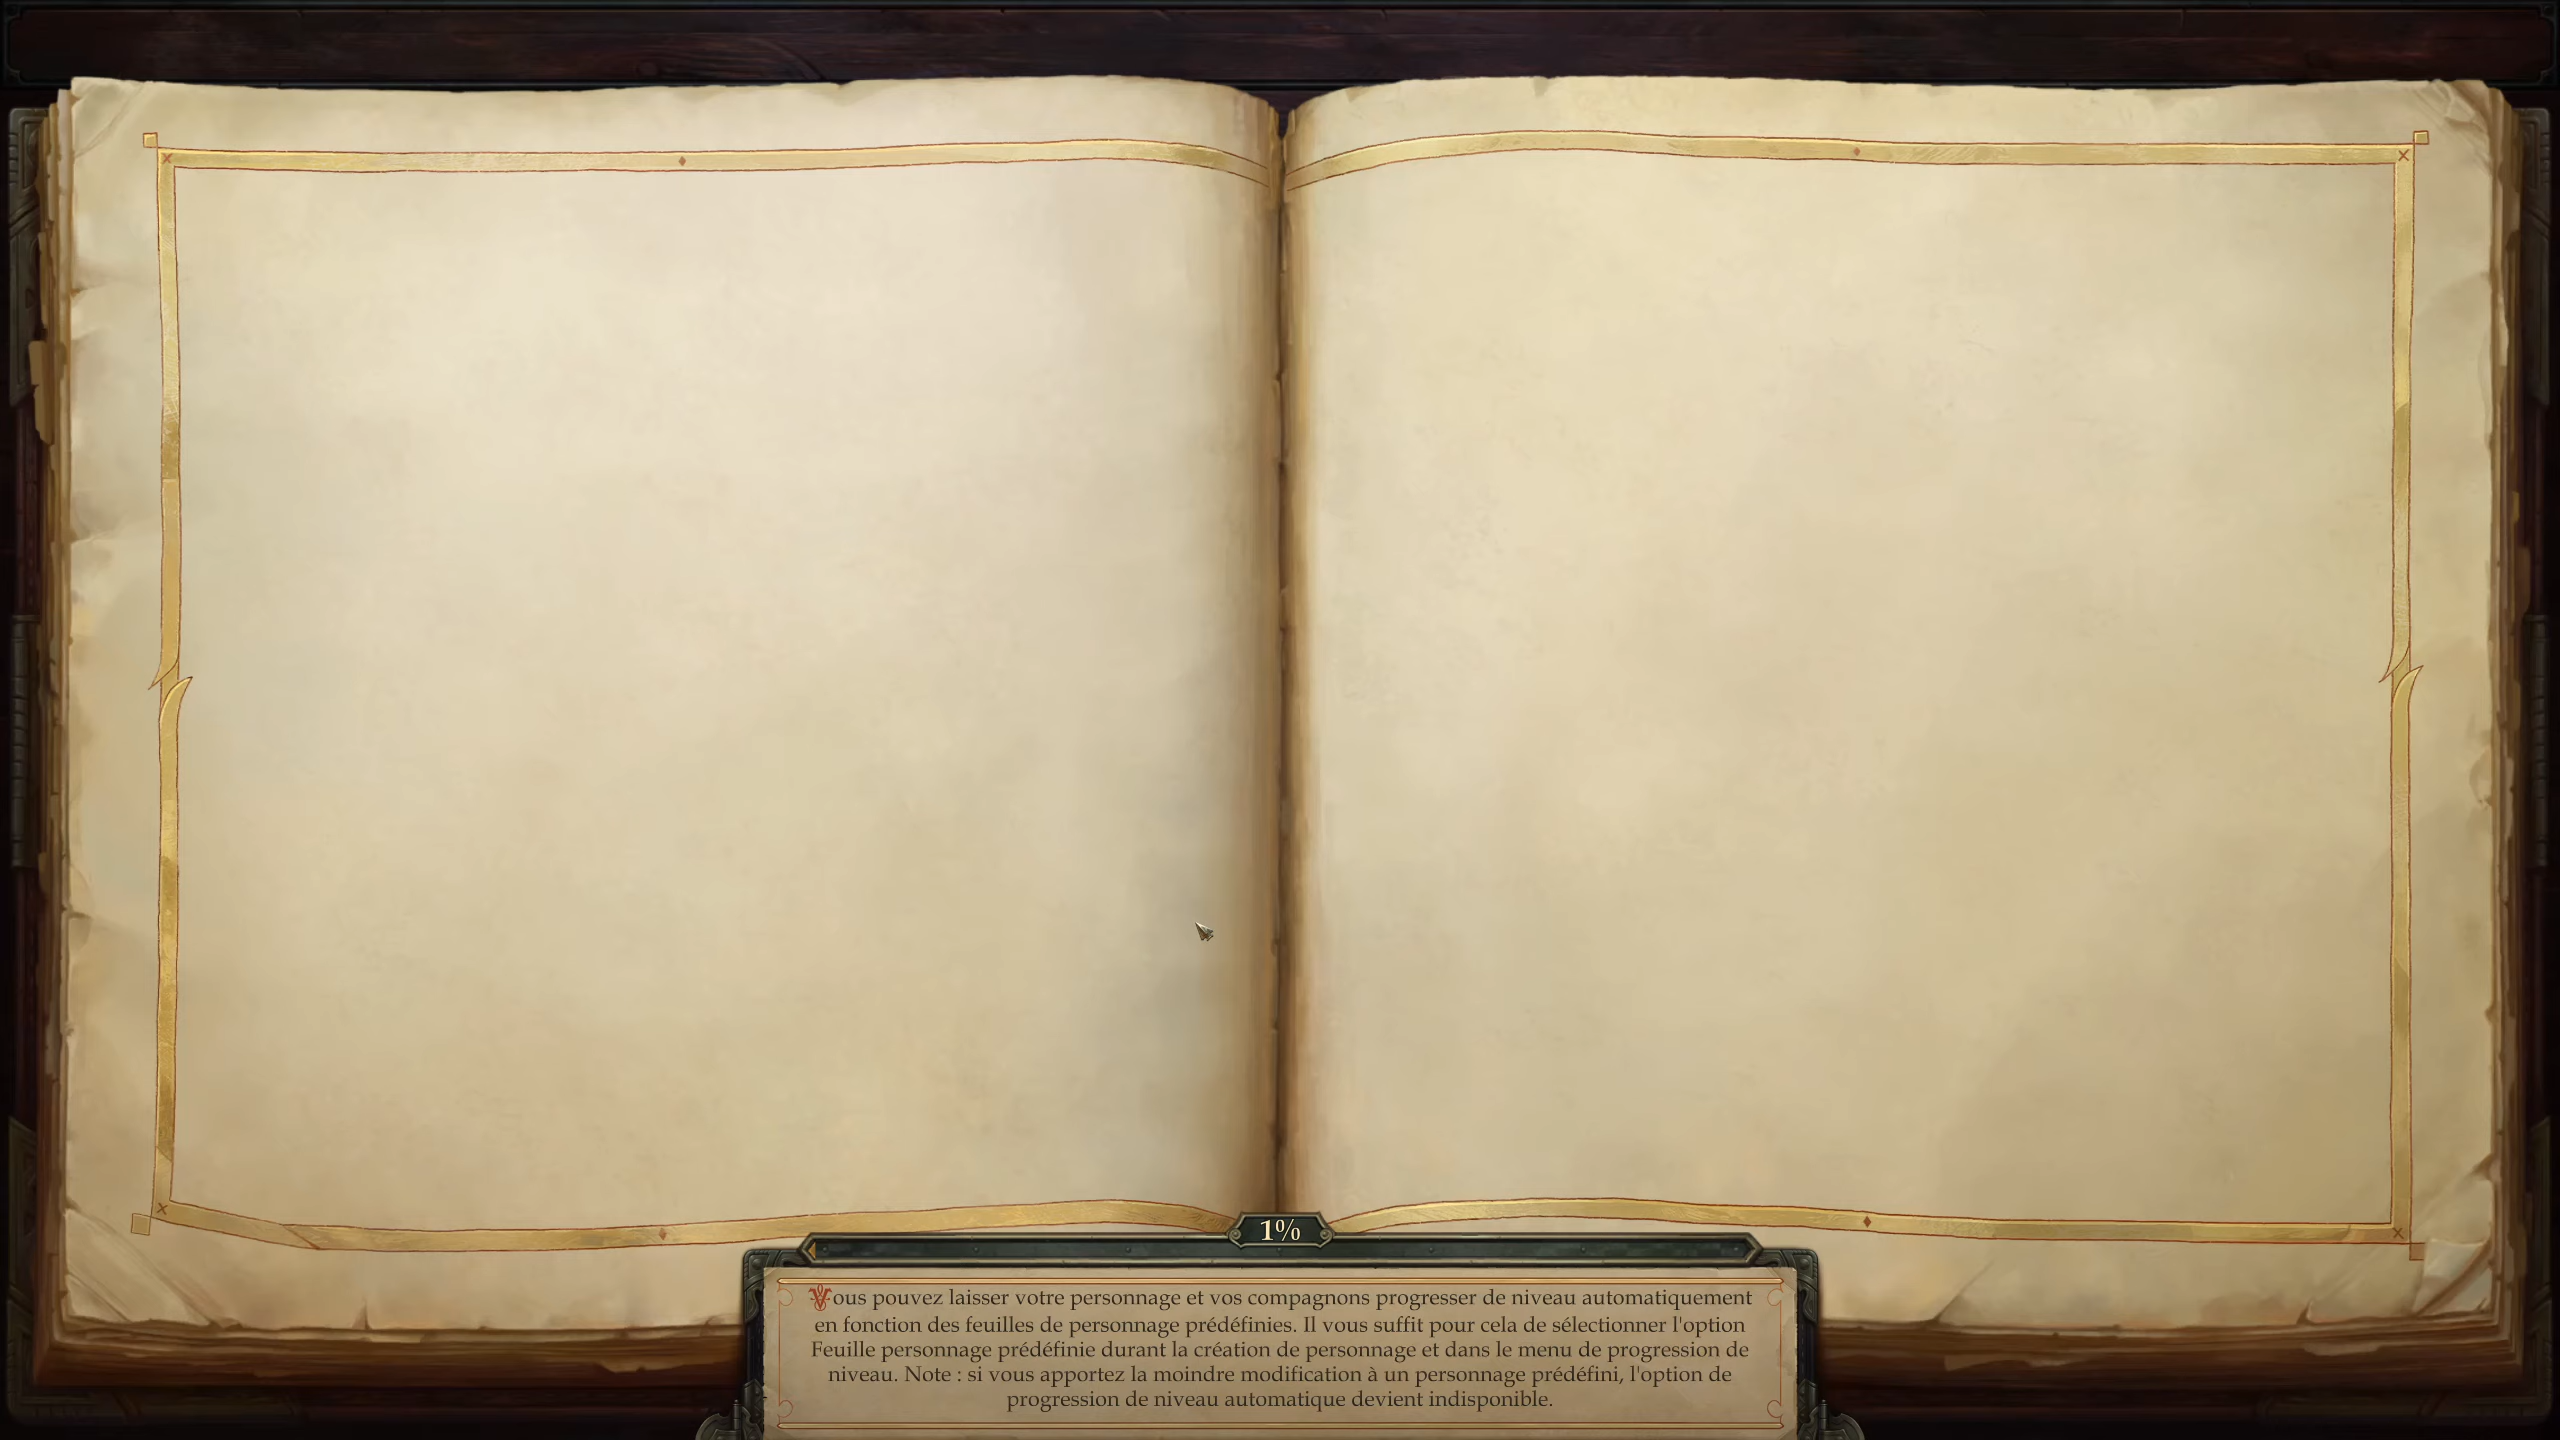 1%
Vous pouvez laisser votre personnage et vos compagnons progresser de niveau automatiquement
en fonction des feuilles de personnage prédéfinies. Il vous suffit pour cela de sélectionner l'option
Feuille personnage prédéfinie durant la création de personnage et dans le menu de progression de
niveau. Note : si vous apportez la moindre modification à un personnage prédéfini, l'option de
progression de niveau automatique devient indisponible.